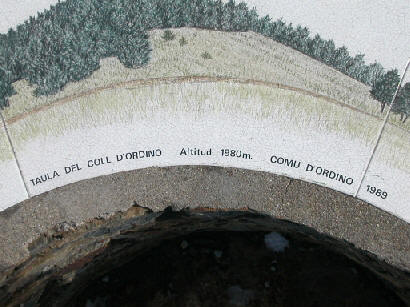 TAULA DEL COLL D'ORDINO Altitud 1980m. COMU D'ORDINO 1989